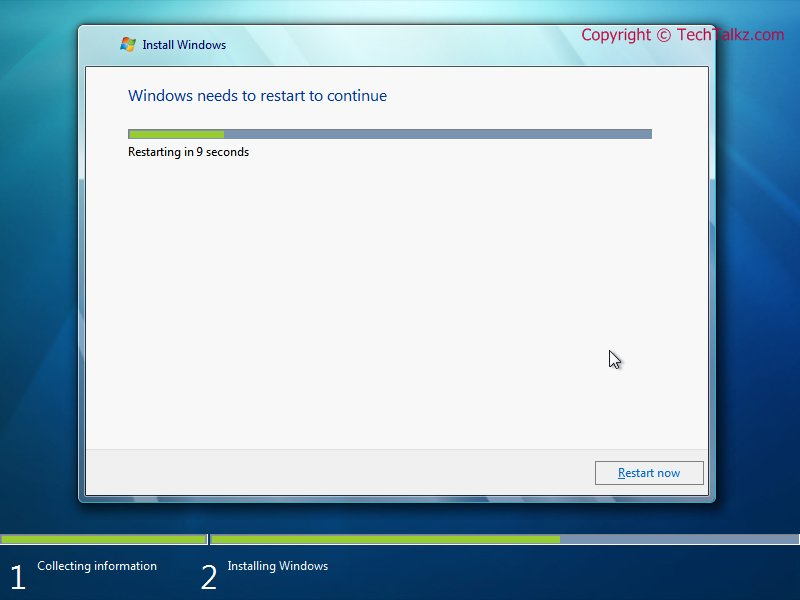 Copyright © TechTalkz.com
Install Windows
Windows needs to restart to continue
Restarting in 9 seconds
Restart now
1 Collecting information
2 Installing Windows